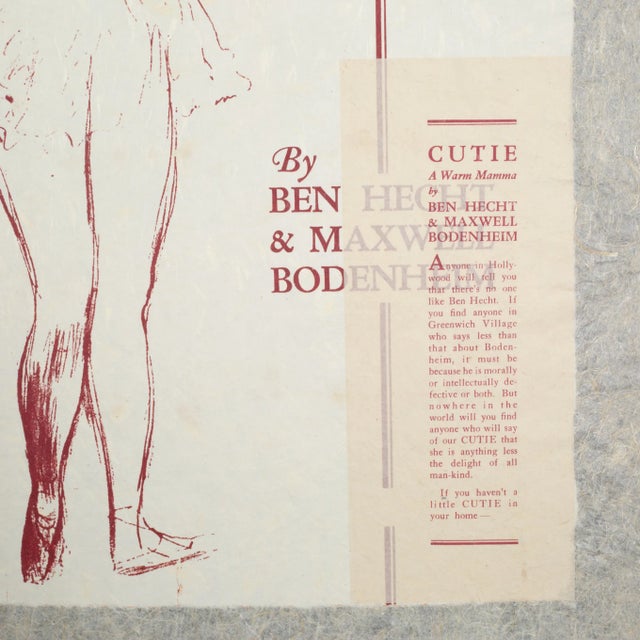 By
BEN HECHT
& MAXWELL
BODENHEIM
CUTIE
A Warm Mamma
by
BEN HECHT
& MAXWELL
BODENHEIM
Anyone in Holly-
wood will tell you
that there's no one
like Ben Hecht. If
you find anyone in
Greenwich Village
who says less than
that about Boden-
heim, it must be
because he is morally
or intellectually de-
fective or both. But
nowhere in the
world will you find
anyone who will say
of our CUTIE that
she is anything less
the delight of all
man-kind.
If you haven't a
little CUTIE in
your home—